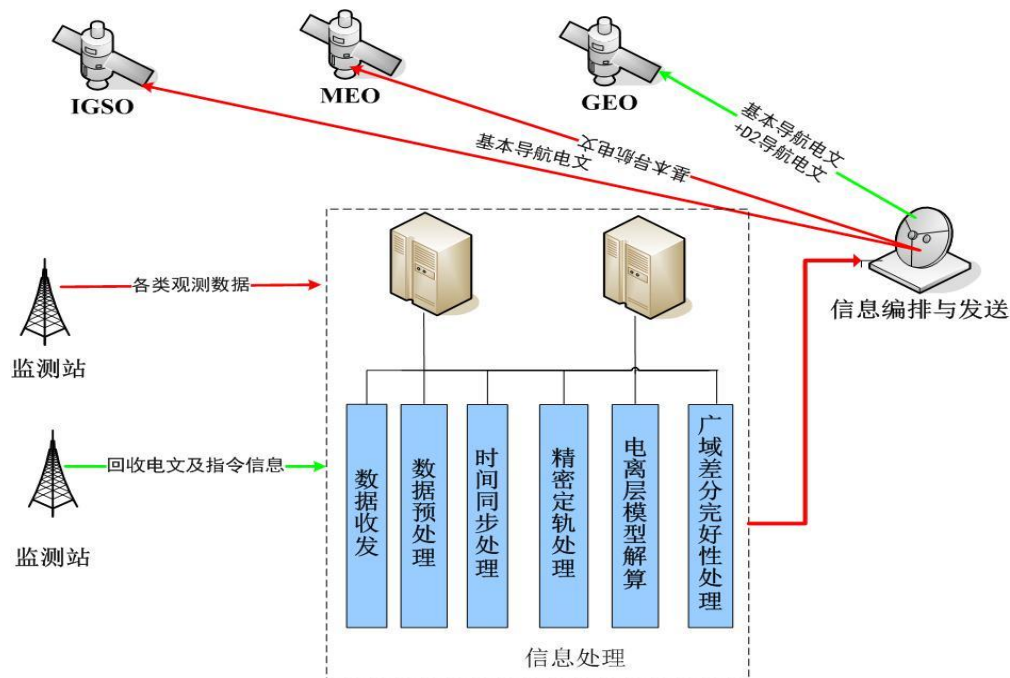 IGSO
MEO
GEO
基本导航电文
+D2导航电文
基本导航电文
基本导航电文
各类观测数据
监测站
信息编排与发送
回收电文及指令信息
监测站
数据收发
数据预处理
时间同步处理
精密定轨处理
电离层模型解算
广域差分完好性处理
信息处理